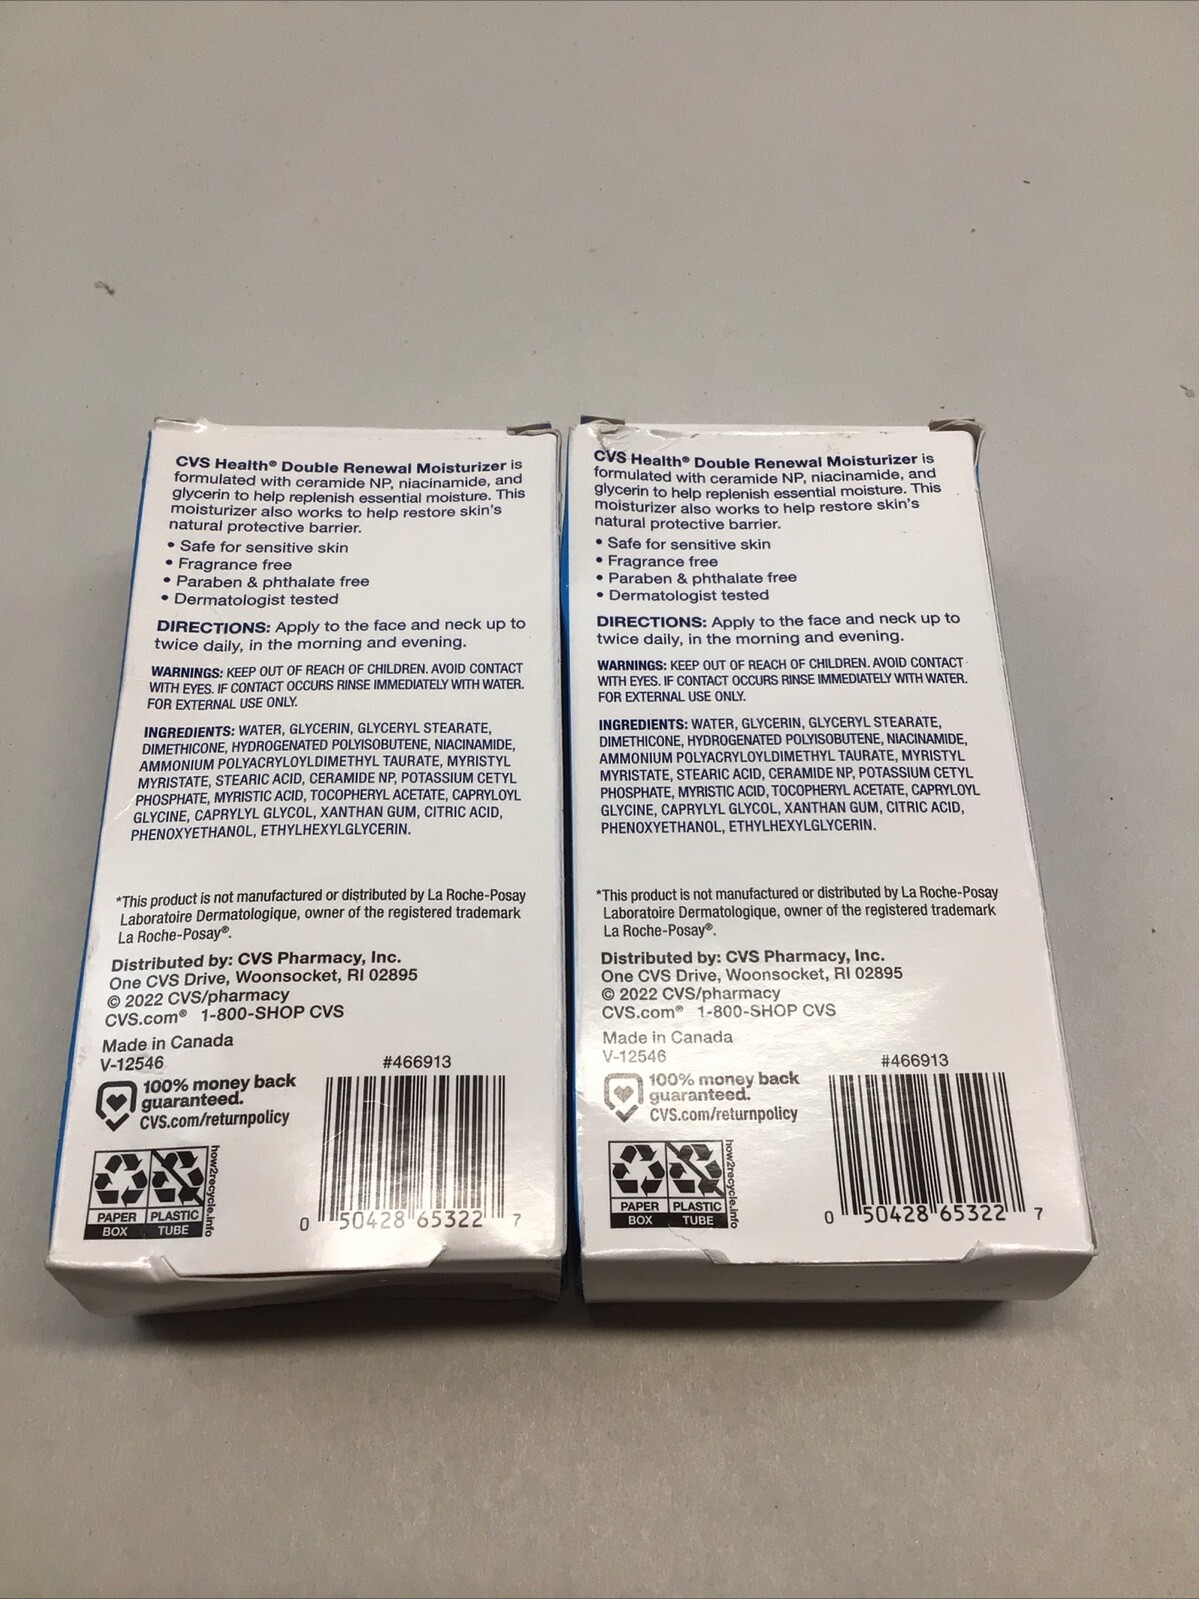 CVS Health® Double Renewal Moisturizer is
formulated with ceramide NP, niacinamide, and
glycerin to help replenish essential moisture. This
moisturizer also works to help restore skin's
natural protective barrier.
• Safe for sensitive skin
• Fragrance free
• Paraben & phthalate free
• Dermatologist tested
DIRECTIONS: Apply to the face and neck up to
twice daily, in the morning and evening.
WARNINGS: KEEP OUT OF REACH OF CHILDREN. AVOID CONTACT
WITH EYES. IF CONTACT OCCURS RINSE IMMEDIATELY WITH WATER.
FOR EXTERNAL USE ONLY.
INGREDIENTS: WATER, GLYCERIN, GLYCERYL STEARATE,
DIMETHICONE, HYDROGENATED POLYISOBUTENE, NIACINAMIDE,
AMMONIUM POLYACRYLOYLDIMETHYL TAURATE, MYRISTYL
MYRISTATE, STEARIC ACID, CERAMIDE NP, POTASSIUM CETYL
PHOSPHATE, MYRISTIC ACID, TOCOPHERYL ACETATE, CAPRYLOYL
GLYCINE, CAPRYLYL GLYCOL, XANTHAN GUM, CITRIC ACID,
PHENOXYETHANOL, ETHYLHEXYLGLYCERIN.
*This product is not manufactured or distributed by La Roche-Posay
Laboratoire Dermatologique, owner of the registered trademark
La Roche-Posay®.
Distributed by: CVS Pharmacy, Inc.
One CVS Drive, Woonsocket, RI 02895
© 2022 CVS/pharmacy
CVS.com® 1-800-SHOP CVS
Made in Canada
V-12546
#466913
100% money back
guaranteed.
CVS.com/returnpolicy
PAPER PLASTIC
BOX TUBE
how2recycle.info
0 50428 65322 7
CVS Health® Double Renewal Moisturizer is
formulated with ceramide NP, niacinamide, and
glycerin to help replenish essential moisture. This
moisturizer also works to help restore skin's
natural protective barrier.
• Safe for sensitive skin
• Fragrance free
• Paraben & phthalate free
• Dermatologist tested
DIRECTIONS: Apply to the face and neck up to
twice daily, in the morning and evening.
WARNINGS: KEEP OUT OF REACH OF CHILDREN. AVOID CONTACT
WITH EYES. IF CONTACT OCCURS RINSE IMMEDIATELY WITH WATER.
FOR EXTERNAL USE ONLY.
INGREDIENTS: WATER, GLYCERIN, GLYCERYL STEARATE,
DIMETHICONE, HYDROGENATED POLYISOBUTENE, NIACINAMIDE,
AMMONIUM POLYACRYLOYLDIMETHYL TAURATE, MYRISTYL
MYRISTATE, STEARIC ACID, CERAMIDE NP, POTASSIUM CETYL
PHOSPHATE, MYRISTIC ACID, TOCOPHERYL ACETATE, CAPRYLOYL
GLYCINE, CAPRYLYL GLYCOL, XANTHAN GUM, CITRIC ACID,
PHENOXYETHANOL, ETHYLHEXYLGLYCERIN.
*This product is not manufactured or distributed by La Roche-Posay
Laboratoire Dermatologique, owner of the registered trademark
La Roche-Posay®.
Distributed by: CVS Pharmacy, Inc.
One CVS Drive, Woonsocket, RI 02895
© 2022 CVS/pharmacy
CVS.com® 1-800-SHOP CVS
Made in Canada
V-12546
#466913
100% money back
guaranteed.
CVS.com/returnpolicy
PAPER PLASTIC
BOX TUBE
how2recycle.info
0 50428 65322 7